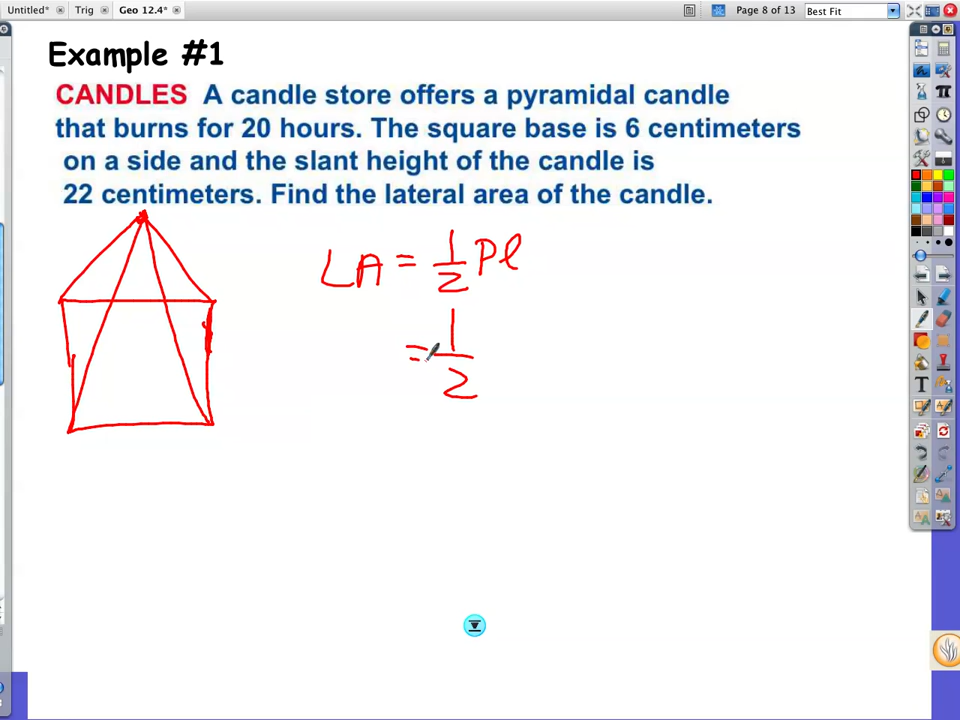 Untitled* Trig Geo 12.4* Page 8 of 13 Best Fit
Example #1
CANDLES A candle store offers a pyramidal candle
that burns for 20 hours. The square base is 6 centimeters
on a side and the slant height of the candle is
22 centimeters. Find the lateral area of the candle.
LA = 1/2 Pl
= 1/2